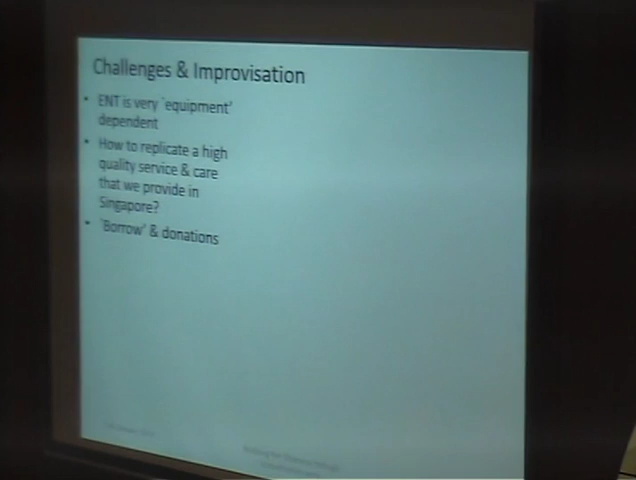 Challenges & Improvisation
• ENT is very `equipment'
dependent
• How to replicate a high
quality service & care
that we provide in
Singapore?
• `Borrow' & donations